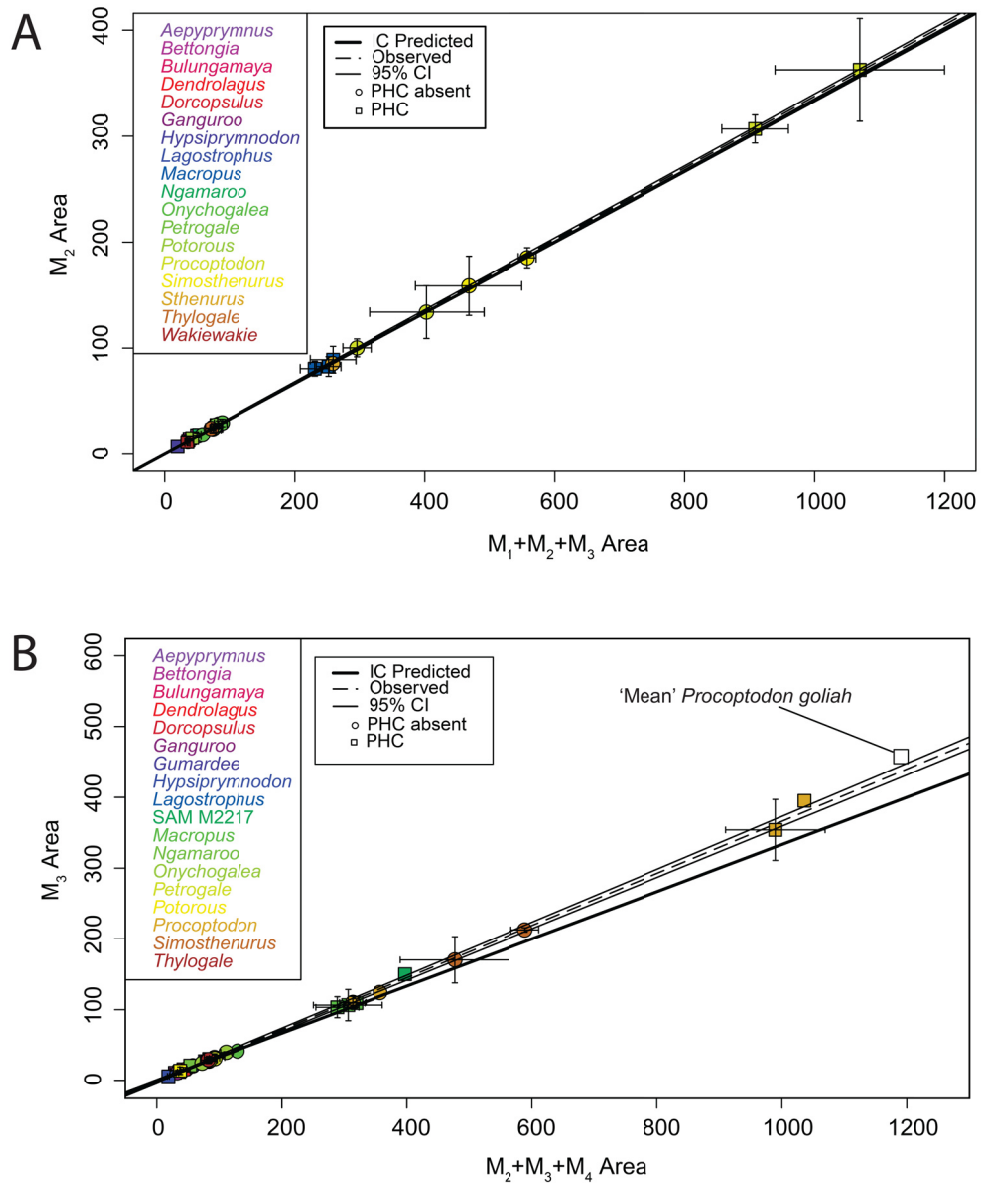 A
Aepyprymnus
Bettongia
Bulungamaya
Dendrolagus
Dorcopsulus
Ganguroo
Hypsiprymnodon
Lagostrophus
Macropus
Ngamaroo
Onychogalea
Petrogale
Potorous
Procoptodon
Simosthenurus
Sthenurus
Thylogale
Wakiewakie
IC Predicted
Observed
95% CI
PHC absent
PHC
400
300
200
100
0
M2 Area
0 200 400 600 800 1000 1200
M1+M2+M3 Area
B
Aepyprymnus
Bettongia
Bulungamaya
Dendrolagus
Dorcopsulus
Ganguroo
Gumardee
Hypsiprymnodon
Lagostrophus
SAM M2217
Macropus
Ngamaroo
Onychogalea
Petrogale
Potorous
Procoptodon
Simosthenurus
Thylogale
IC Predicted
Observed
95% CI
PHC absent
PHC
'Mean' Procoptodon goliah
600
500
400
300
200
100
0
M3 Area
0 200 400 600 800 1000 1200
M2+M3+M4 Area